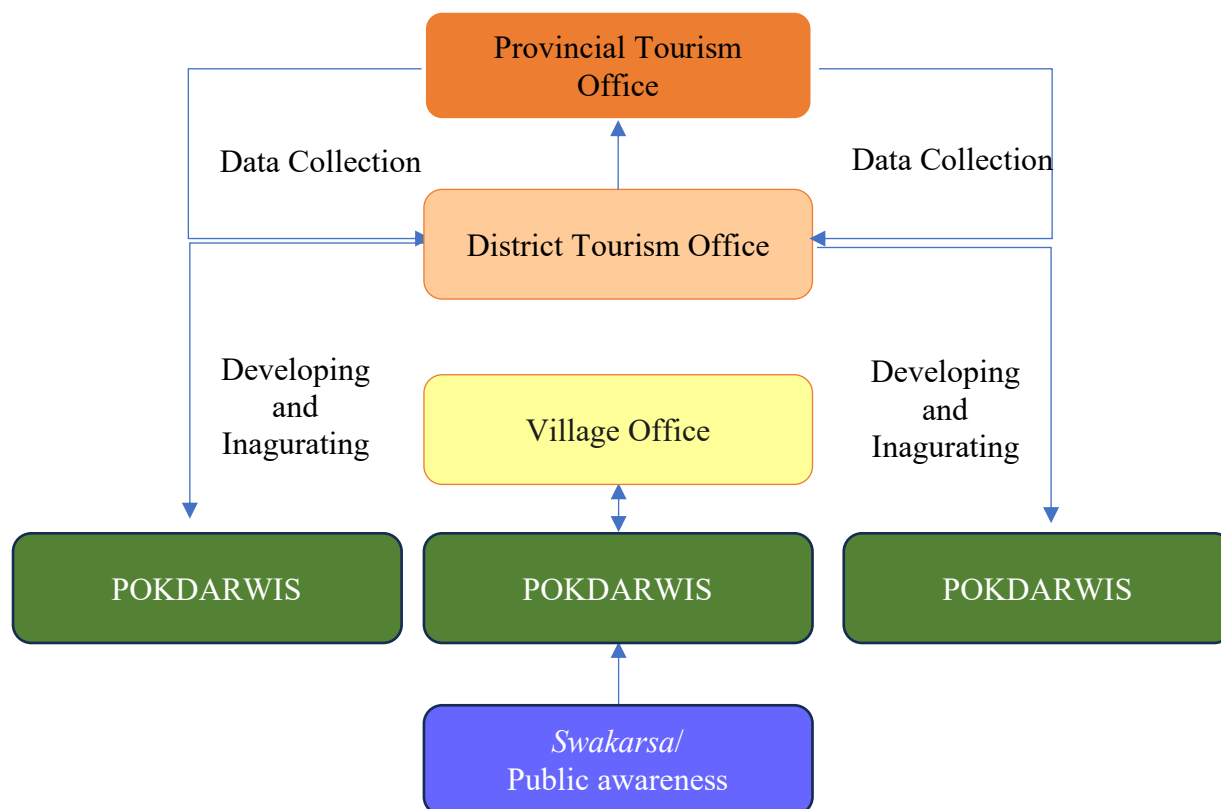 Provincial Tourism
Office
Data Collection
Data Collection
District Tourism Office
Developing
and
Inagurating
Village Office
Developing
and
Inagurating
POKDARWIS
POKDARWIS
POKDARWIS
Swakarsa/
Public awareness